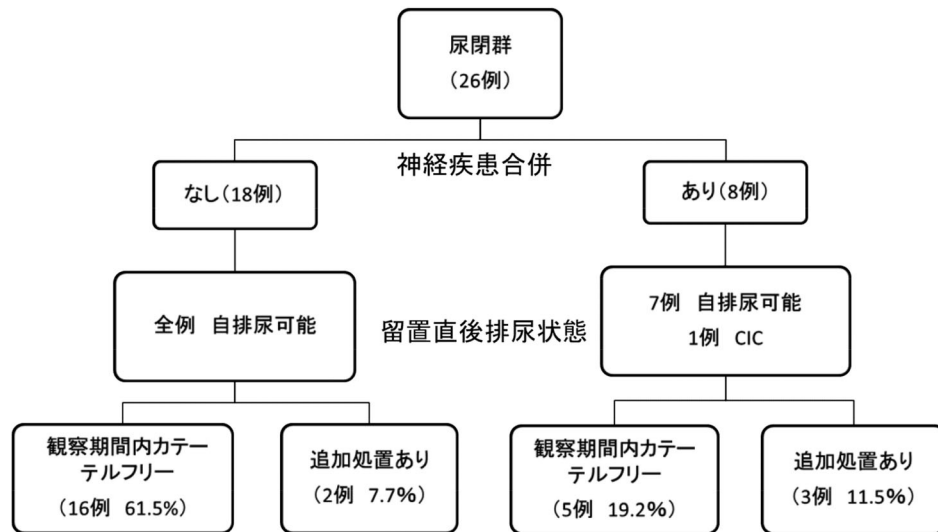 尿閉群
（26例）
神経疾患合併
なし（18例）
あり（8例）
全例 自排尿可能
留置直後排尿状態
7例 自排尿可能
1例 CIC
観察期間内カテー
テルフリー
（16例 61.5%）
追加処置あり
（2例 7.7%）
観察期間内カテー
テルフリー
（5例 19.2%）
追加処置あり
（3例 11.5%）